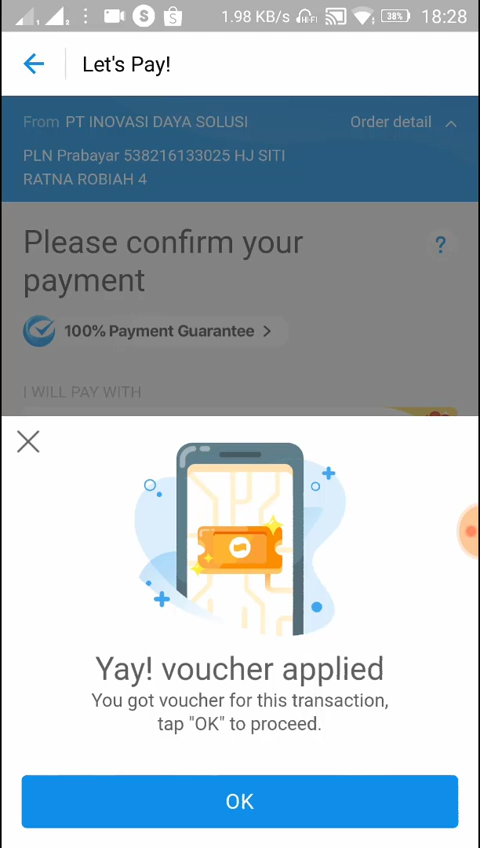 1.98 KB/s HI-FI 38% 18:28
Let's Pay!
From PT INOVASI DAYA SOLUSI Order detail
PLN Prabayar 538216133025 HJ SITI
RATNA ROBIAH 4
Please confirm your
payment
?
100% Payment Guarantee
I WILL PAY WITH
Yay! voucher applied
You got voucher for this transaction,
tap "OK" to proceed.
OK